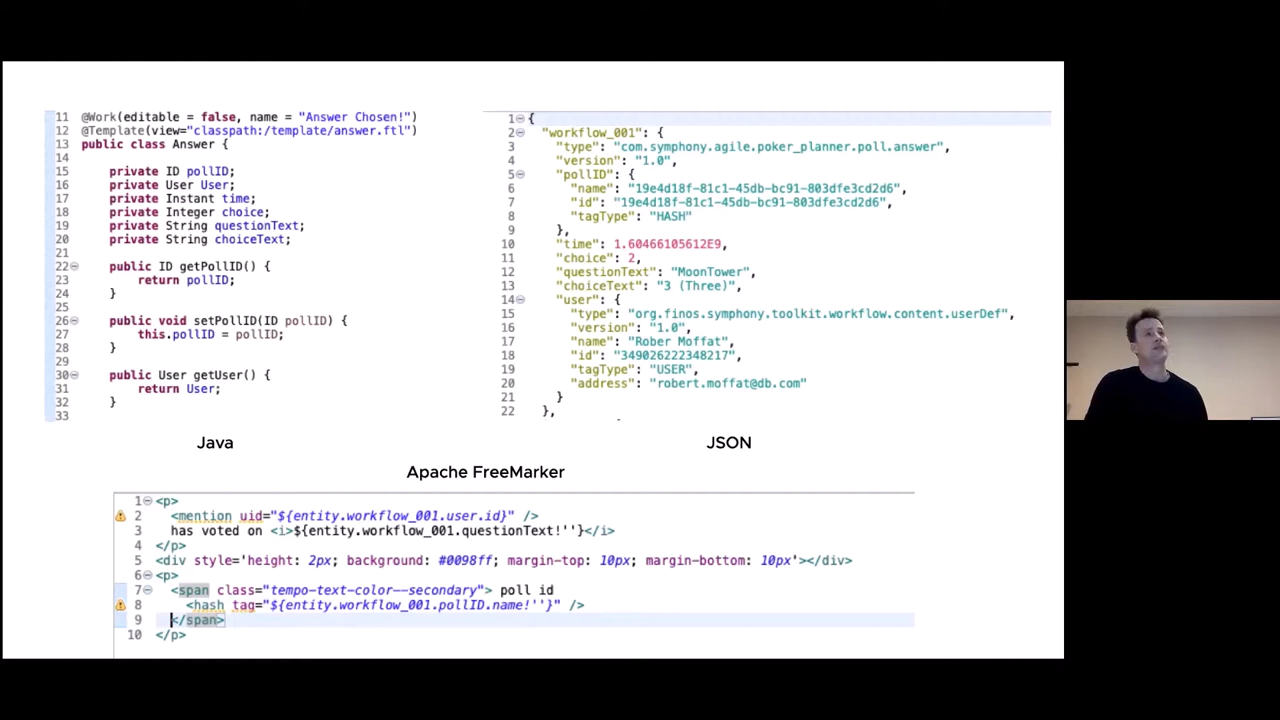 11 @Work(editable = false, name = "Answer Chosen!")
12 @Template(view="classpath:/template/answer.ftl")
13 public class Answer {
14
15 private ID pollID;
16 private User User;
17 private Instant time;
18 private Integer choice;
19 private String questionText;
20 private String choiceText;
21
22 public ID getPollID() {
23 return pollID;
24 }
25
26 public void setPollID(ID pollID) {
27 this.pollID = pollID;
28 }
29
30 public User getUser() {
31 return User;
32 }
33
Java
1 {
2 "workflow_001": {
3 "type": "com.symphony.agile.poker_planner.poll.answer",
4 "version": "1.0",
5 "pollID": {
6 "name": "19e4d18f-81c1-45db-bc91-803dfe3cd2d6",
7 "id": "19e4d18f-81c1-45db-bc91-803dfe3cd2d6",
8 "tagType": "HASH"
9 },
10 "time": 1.60466105612E9,
11 "choice": 2,
12 "questionText": "MoonTower",
13 "choiceText": "3 (Three)",
14 "user": {
15 "type": "org.finos.symphony.toolkit.workflow.content.userDef",
16 "version": "1.0",
17 "name": "Rober Moffat",
18 "id": "349026222348217",
19 "tagType": "USER",
20 "address": "robert.moffat@db.com"
21 }
22 },
JSON
Apache FreeMarker
1 <p>
2 <mention uid="${entity.workflow_001.user.id}" />
3 has voted on <i>${entity.workflow_001.questionText!''}</i>
4 </p>
5 <div style='height: 2px; background: #0098ff; margin-top: 10px; margin-bottom: 10px'></div>
6 <p>
7 <span class="tempo-text-color--secondary"> poll id
8 <hash tag="${entity.workflow_001.pollID.name!''}" />
9 </span>
10 </p>